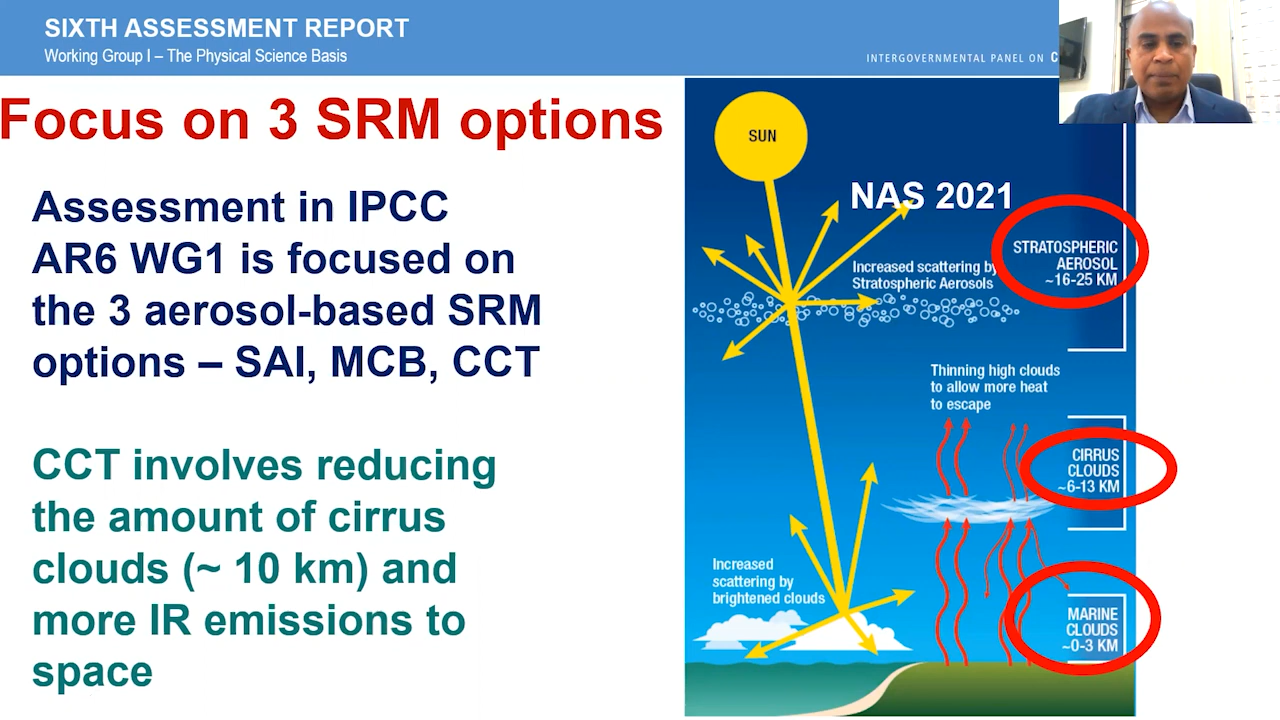 SIXTH ASSESSMENT REPORT
Working Group I – The Physical Science Basis
INTERGOVERNMENTAL PANEL ON
Focus on 3 SRM options
Assessment in IPCC
AR6 WG1 is focused on
the 3 aerosol-based SRM
options – SAI, MCB, CCT
CCT involves reducing
the amount of cirrus
clouds (~ 10 km) and
more IR emissions to
space
SUN
NAS 2021
STRATOSPHERIC
AEROSOL
~16-25 KM
Increased scattering by
Stratospheric Aerosols
Thinning high clouds
to allow more heat
to escape
CIRRUS
CLOUDS
~6-13 KM
Increased
scattering by
brightened clouds
MARINE
CLOUDS
~0-3 KM